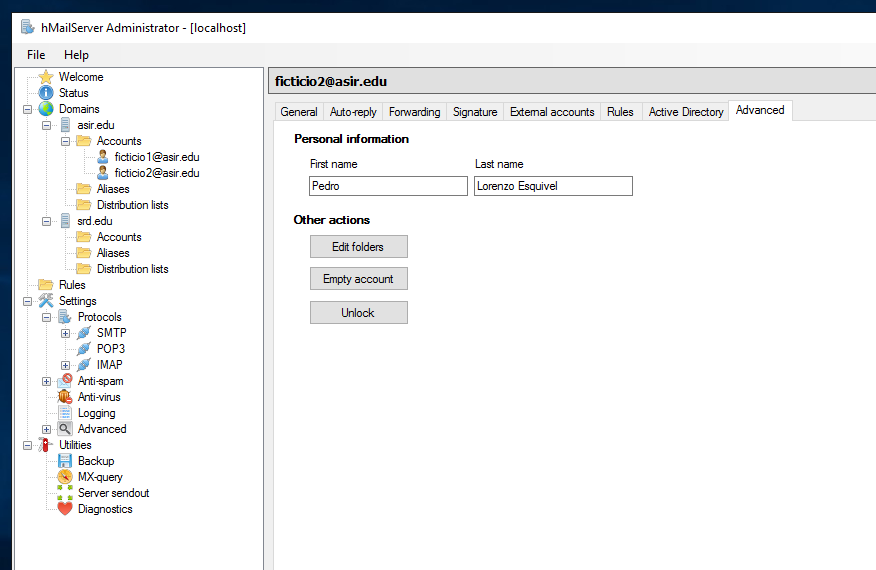 hMailServer Administrator - [localhost]
File Help
Welcome
Status
Domains
asir.edu
Accounts
ficticio1@asir.edu
ficticio2@asir.edu
Aliases
Distribution lists
srd.edu
Accounts
Aliases
Distribution lists
Rules
Settings
Protocols
SMTP
POP3
IMAP
Anti-spam
Anti-virus
Logging
Advanced
Utilities
Backup
MX-query
Server sendout
Diagnostics
ficticio2@asir.edu
General Auto-reply Forwarding Signature External accounts Rules Active Directory Advanced
Personal information
First name Last name
Pedro Lorenzo Esquivel
Other actions
Edit folders
Empty account
Unlock